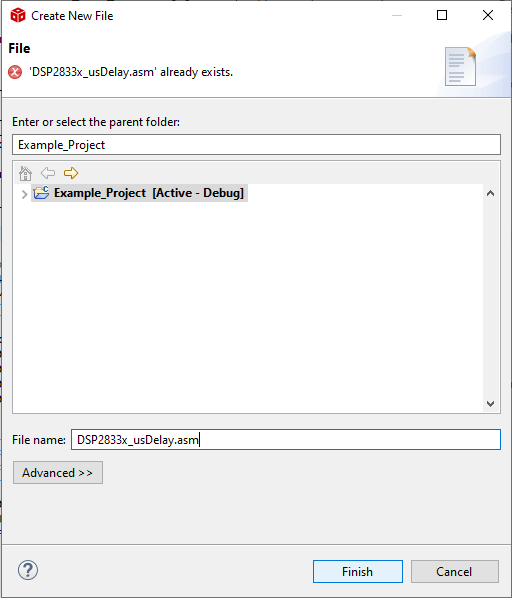 Create New File
File
'DSP2833x_usDelay.asm' already exists.
Enter or select the parent folder:
Example_Project
Example_Project [Active - Debug]
File name: DSP2833x_usDelay.asm
Advanced >>
Finish Cancel